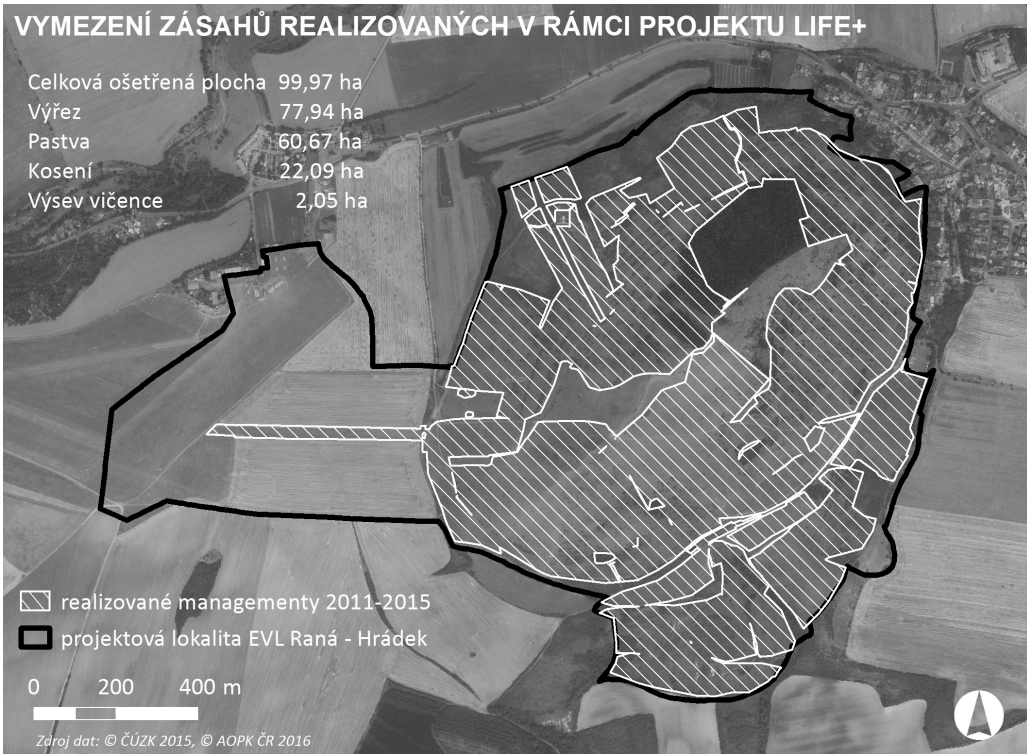 VYMEZENÍ ZÁSAHŮ REALIZOVANÝCH V RÁMCI PROJEKTU LIFE+
Celková ošetřená plocha 99,97 ha
Výřez 77,94 ha
Pastva 60,67 ha
Kosení 22,09 ha
Výsev vičence 2,05 ha
realizované managementy 2011-2015
projektová lokalita EVL Raná - Hrádek
0 200 400 m
Zdroj dat: © ČÚZK 2015, © AOPK ČR 2016